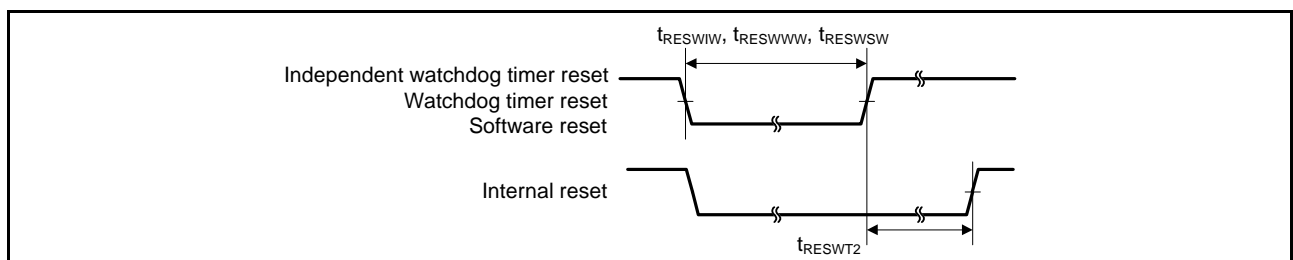 tRESWIW, tRESWWW, tRESWSW
Independent watchdog timer reset
Watchdog timer reset
Software reset
Internal reset
tRESWT2